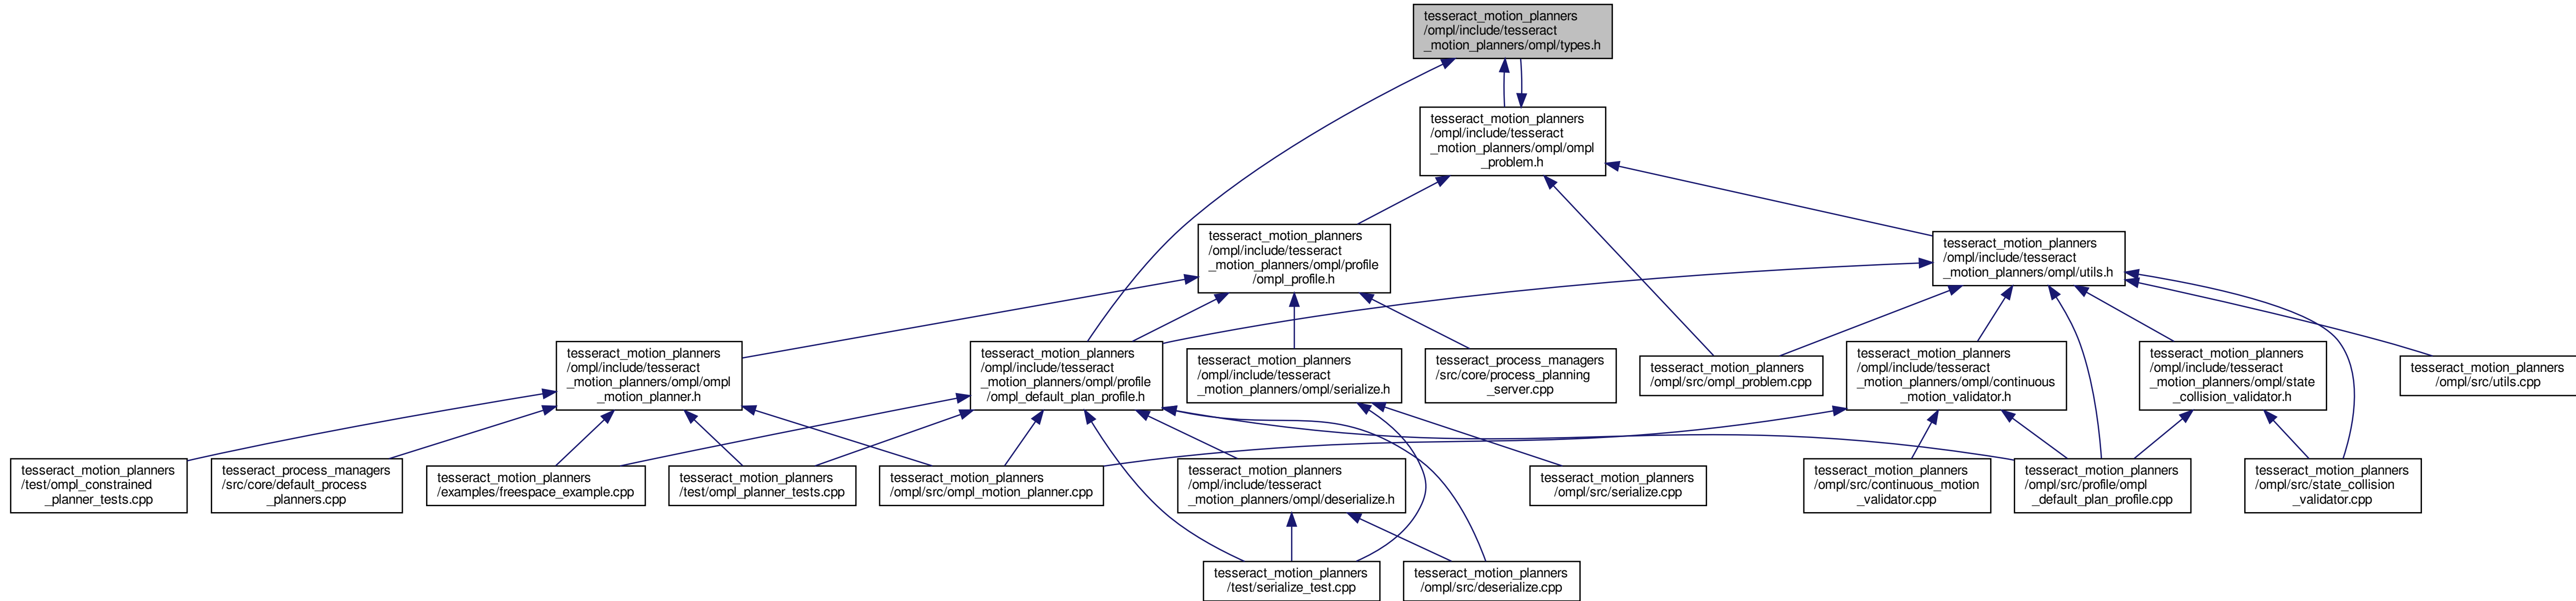 tesseract_motion_planners
/ompl/include/tesseract
_motion_planners/ompl/types.h
tesseract_motion_planners
/ompl/include/tesseract
_motion_planners/ompl/ompl
_problem.h
tesseract_motion_planners
/ompl/include/tesseract
_motion_planners/ompl/profile
/ompl_profile.h
tesseract_motion_planners
/ompl/include/tesseract
_motion_planners/ompl/utils.h
tesseract_motion_planners
/ompl/include/tesseract
_motion_planners/ompl/ompl
_motion_planner.h
tesseract_motion_planners
/ompl/include/tesseract
_motion_planners/ompl/profile
/ompl_default_plan_profile.h
tesseract_motion_planners
/ompl/include/tesseract
_motion_planners/ompl/serialize.h
tesseract_process_managers
/src/core/process_planning
_server.cpp
tesseract_motion_planners
/ompl/src/ompl_problem.cpp
tesseract_motion_planners
/ompl/include/tesseract
_motion_planners/ompl/continuous
_motion_validator.h
tesseract_motion_planners
/ompl/include/tesseract
_motion_planners/ompl/state
_collision_validator.h
tesseract_motion_planners
/ompl/src/utils.cpp
tesseract_motion_planners
/test/ompl_constrained
_planner_tests.cpp
tesseract_process_managers
/src/core/default_process
_planners.cpp
tesseract_motion_planners
/examples/freespace_example.cpp
tesseract_motion_planners
/test/ompl_planner_tests.cpp
tesseract_motion_planners
/ompl/src/ompl_motion_planner.cpp
tesseract_motion_planners
/ompl/include/tesseract
_motion_planners/ompl/deserialize.h
tesseract_motion_planners
/ompl/src/serialize.cpp
tesseract_motion_planners
/ompl/src/continuous_motion
_validator.cpp
tesseract_motion_planners
/ompl/src/profile/ompl
_default_plan_profile.cpp
tesseract_motion_planners
/ompl/src/state_collision
_validator.cpp
tesseract_motion_planners
/test/serialize_test.cpp
tesseract_motion_planners
/ompl/src/deserialize.cpp